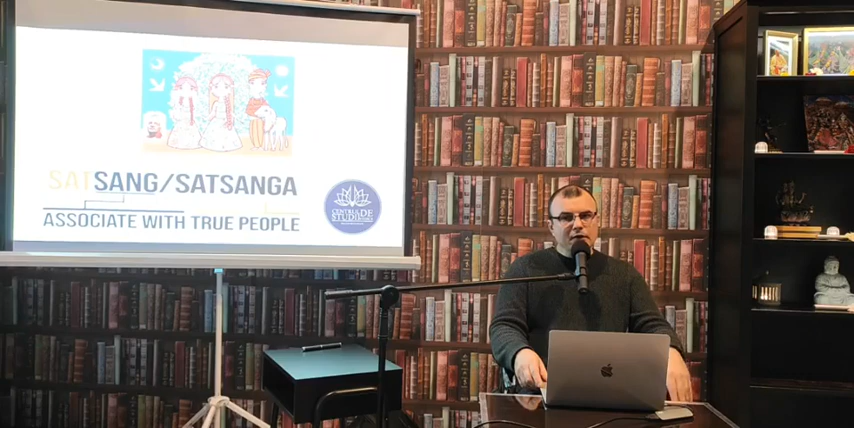 SATSANG/SATSANGA
ASSOCIATE WITH TRUE PEOPLE
CENTRUL DE
STUDII